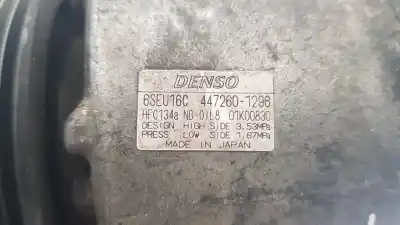 DENSO
6SEU16C 447260-1296
HFC134a ND-OIL8 01K00830
DESIGN HIGH SIDE 3.53MPa
PRESS LOW SIDE 1.67MPa
MADE IN JAPAN